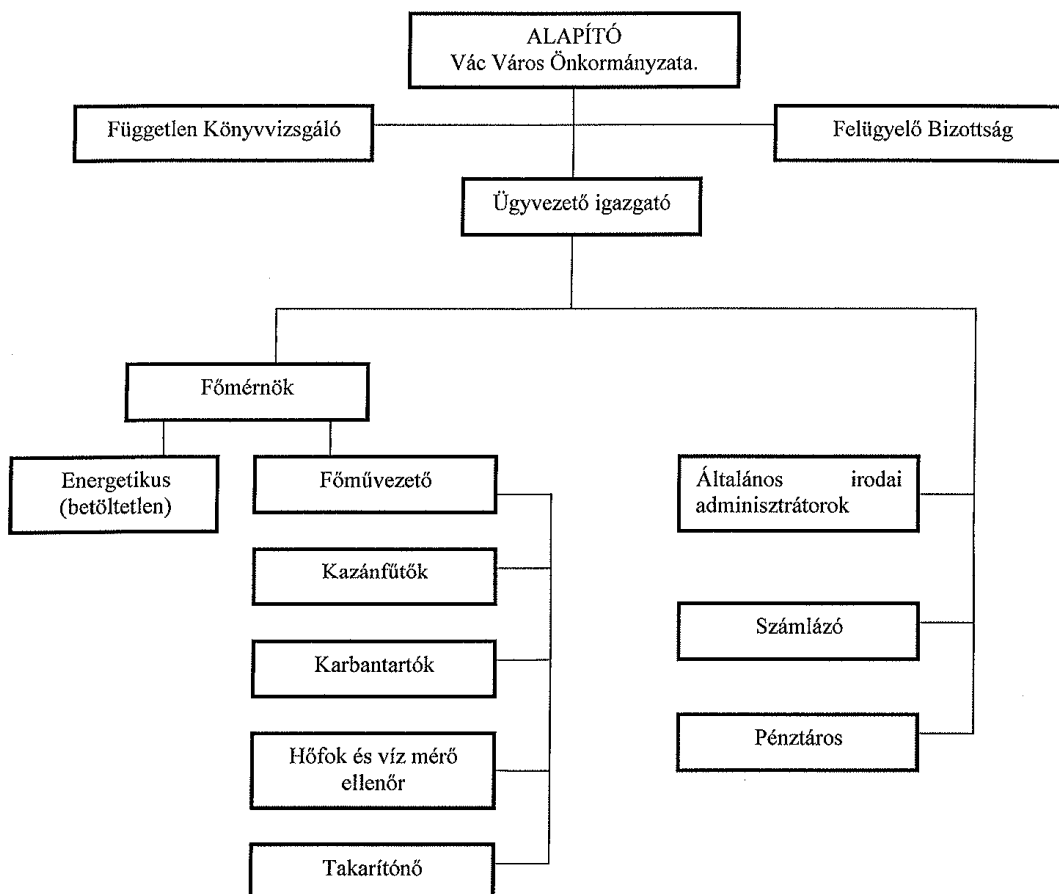 ALAPÍTÓ
Vác Város Önkormányzata.
Független Könyvvizsgáló
Felügyelő Bizottság
Ügyvezető igazgató
Főmérnök
Energetikus
(betöltetlen)
Főművezető
Általános irodai
adminisztrátorok
Kazánfűtők
Számlázó
Karbantartók
Pénztáros
Hőfok és víz mérő
ellenőr
Takarítónő